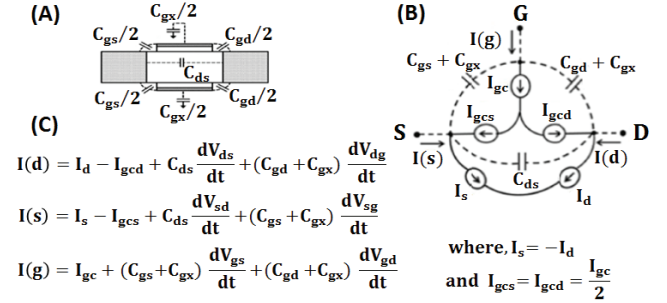 (A)
C_gx/2
C_gs/2
C_gd/2
C_ds
C_gs/2
C_gx/2
C_gd/2
(B)
G
I(g)
C_gs + C_gx
C_gd + C_gx
I_gc
I_gcs
I_gcd
S
D
I(s)
I(d)
C_ds
I_s
I_d
where, I_s= −I_d
and I_gcs= I_gcd = I_gc/2
(C)
I(d) = I_d − I_gcd + C_ds dV_ds/dt +(C_gd +C_gx) dV_dg/dt
I(s) = I_s − I_gcs + C_ds dV_sd/dt +(C_gs +C_gx) dV_sg/dt
I(g) = I_gc + (C_gs+C_gx) dV_gs/dt +(C_gd +C_gx) dV_gd/dt